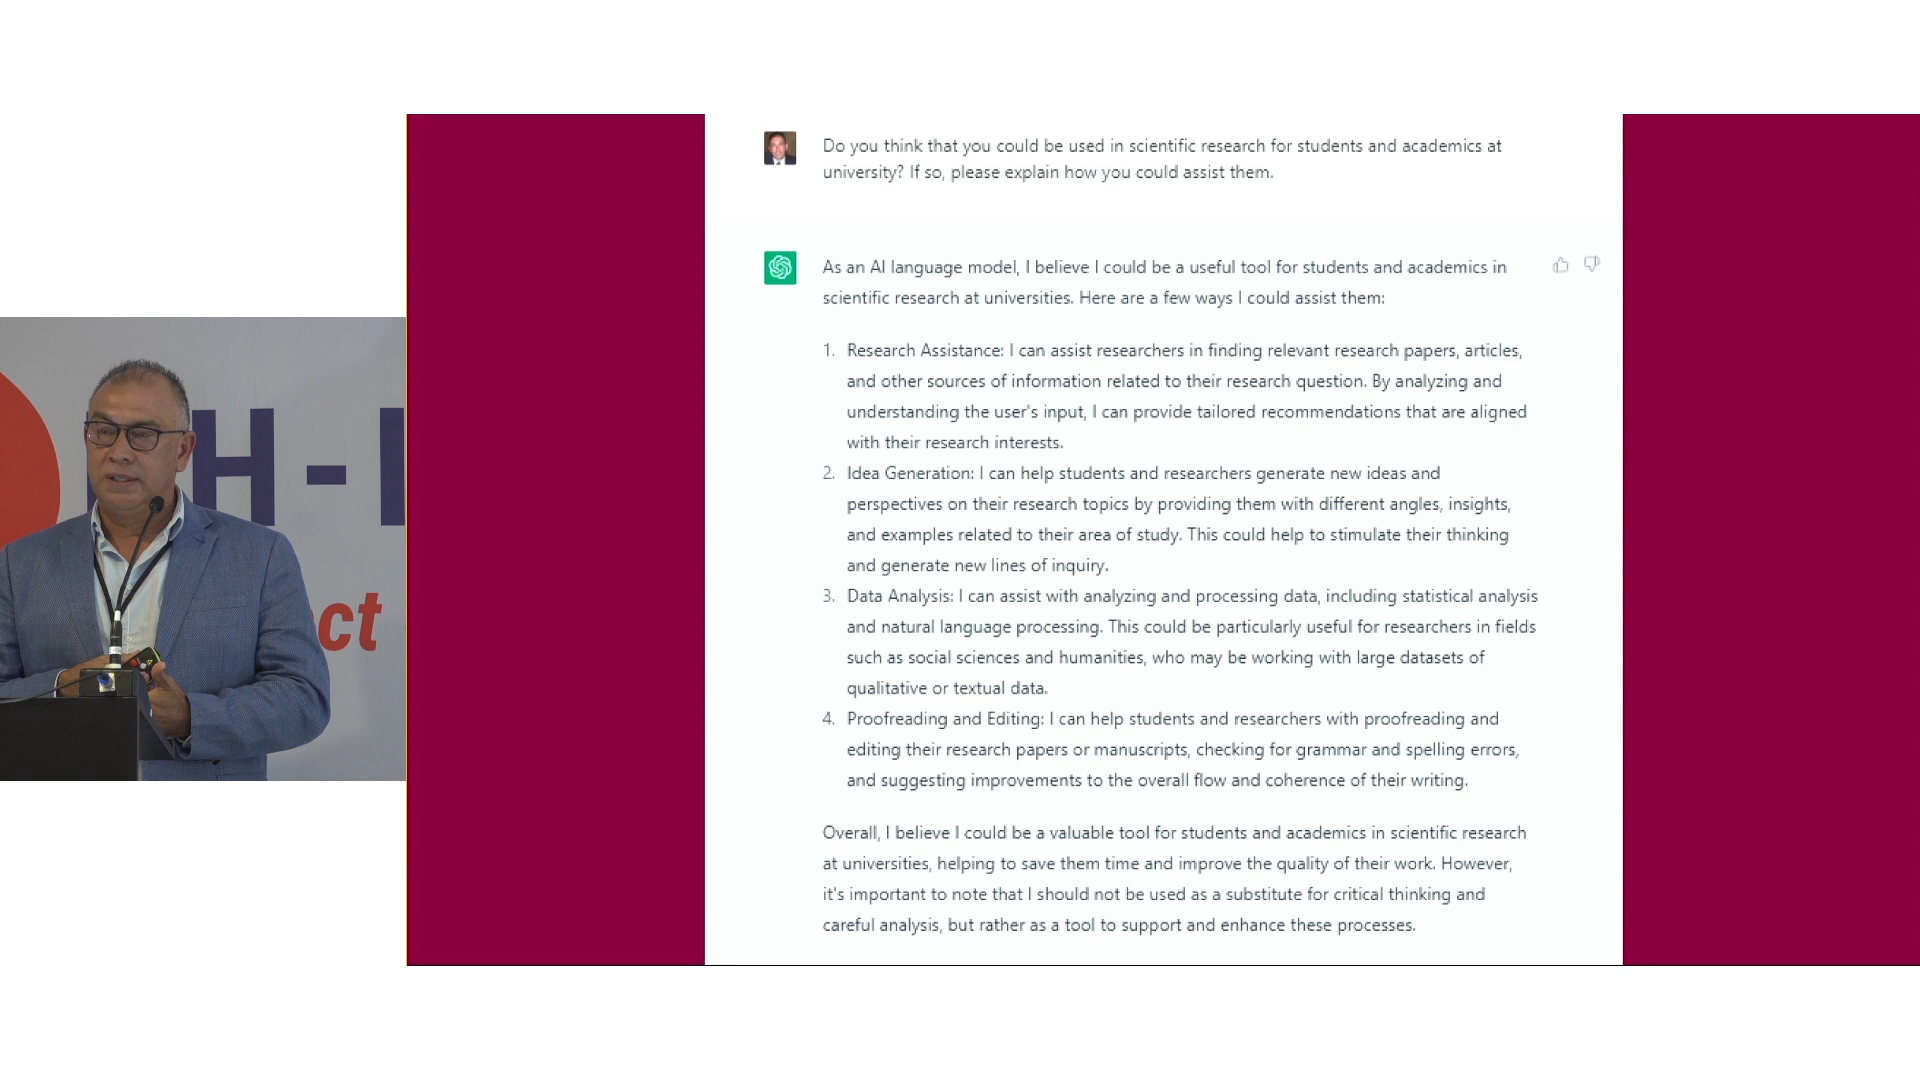 H-
ct
Do you think that you could be used in scientific research for students and academics at
university? If so, please explain how you could assist them.
As an AI language model, I believe I could be a useful tool for students and academics in
scientific research at universities. Here are a few ways I could assist them:
1. Research Assistance: I can assist researchers in finding relevant research papers, articles,
and other sources of information related to their research question. By analyzing and
understanding the user's input, I can provide tailored recommendations that are aligned
with their research interests.
2. Idea Generation: I can help students and researchers generate new ideas and
perspectives on their research topics by providing them with different angles, insights,
and examples related to their area of study. This could help to stimulate their thinking
and generate new lines of inquiry.
3. Data Analysis: I can assist with analyzing and processing data, including statistical analysis
and natural language processing. This could be particularly useful for researchers in fields
such as social sciences and humanities, who may be working with large datasets of
qualitative or textual data.
4. Proofreading and Editing: I can help students and researchers with proofreading and
editing their research papers or manuscripts, checking for grammar and spelling errors,
and suggesting improvements to the overall flow and coherence of their writing.
Overall, I believe I could be a valuable tool for students and academics in scientific research
at universities, helping to save them time and improve the quality of their work. However,
it's important to note that I should not be used as a substitute for critical thinking and
careful analysis, but rather as a tool to support and enhance these processes.